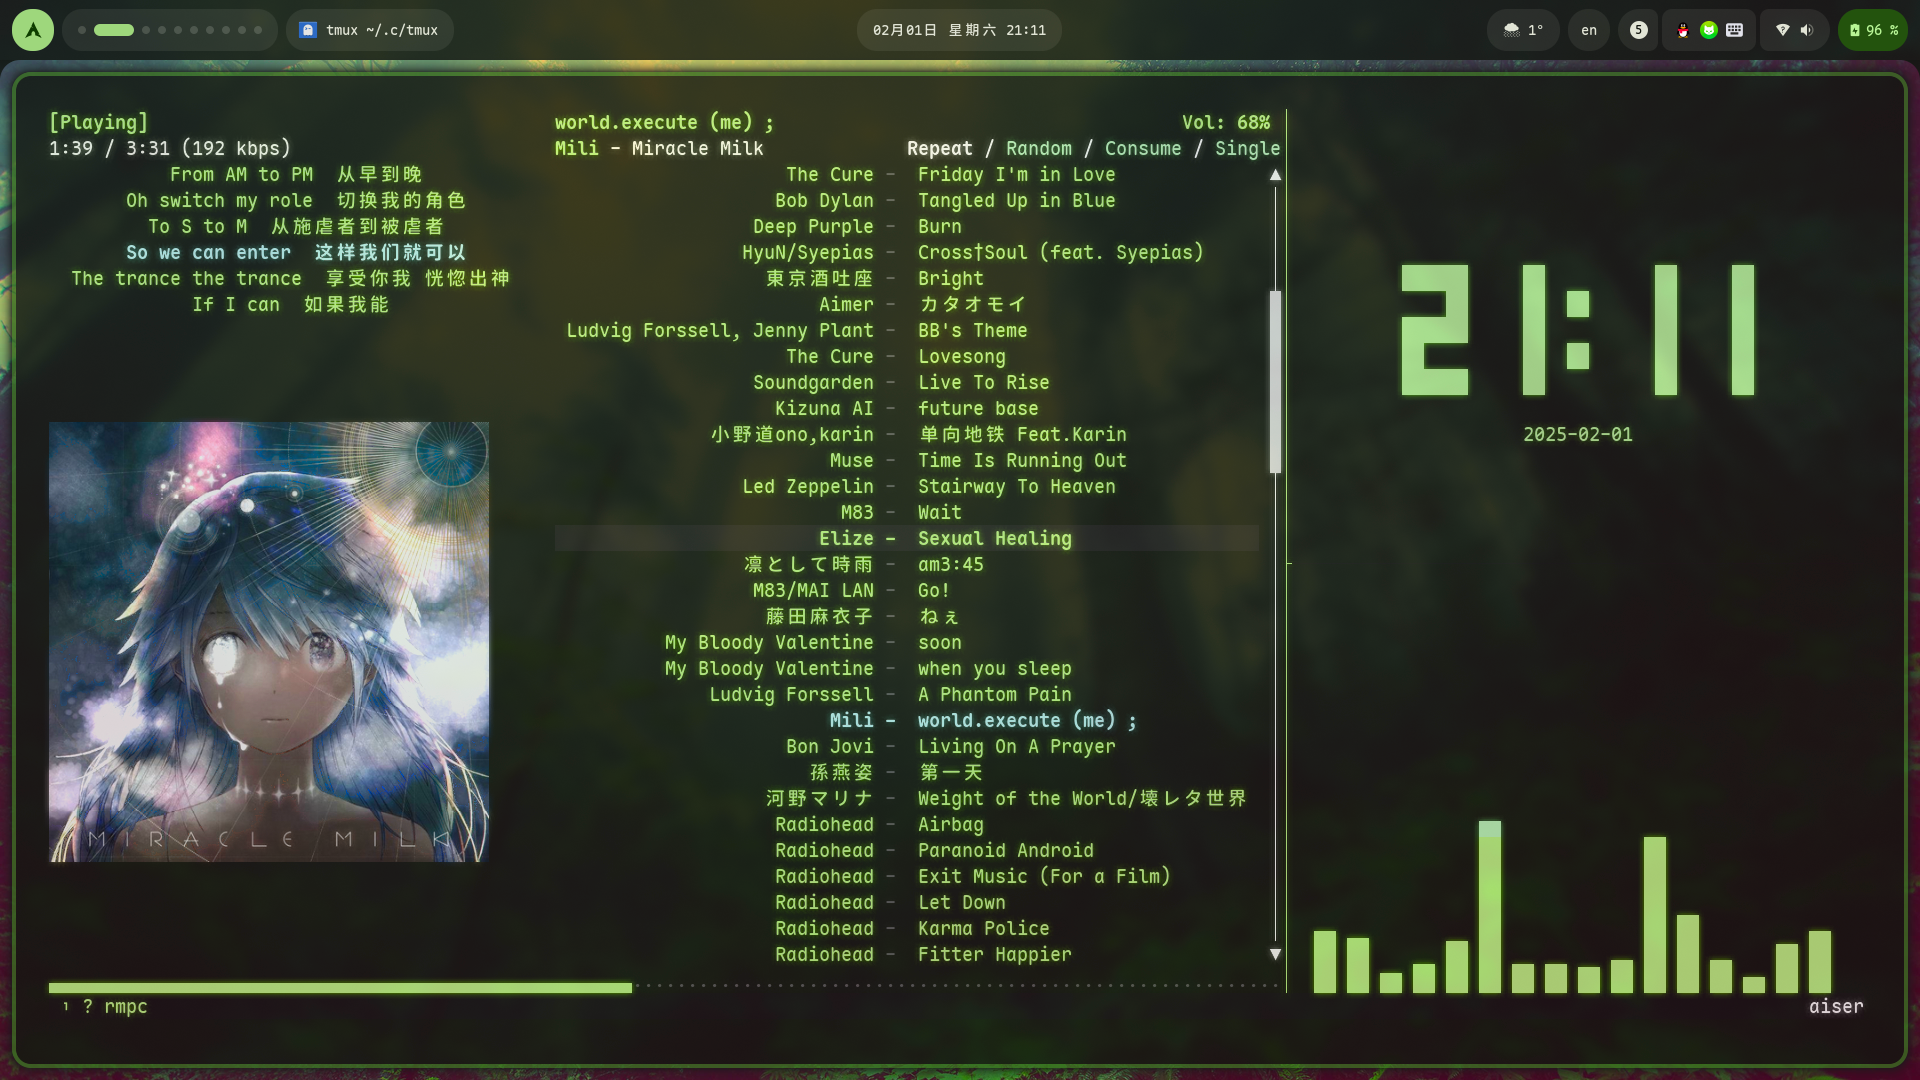 tmux ~/.c/tmux
02月01日 星期六 21:11
1°
en
5
96 %
[Playing]
1:39 / 3:31 (192 kbps)
world.execute (me) ;
Mili - Miracle Milk
Vol: 68%
Repeat / Random / Consume / Single
From AM to PM 从早到晚
Oh switch my role 切换我的角色
To S to M 从施虐者到被虐者
So we can enter 这样我们就可以
The trance the trance 享受你我 恍惚出神
If I can 如果我能
MIRACLE MILK
The Cure - Friday I'm in Love
Bob Dylan - Tangled Up in Blue
Deep Purple - Burn
HyuN/Syepias - Cross†Soul (feat. Syepias)
東京酒吐座 - Bright
Aimer - カタオモイ
Ludvig Forssell, Jenny Plant - BB's Theme
The Cure - Lovesong
Soundgarden - Live To Rise
Kizuna AI - future base
小野道ono,karin - 单向地铁 Feat.Karin
Muse - Time Is Running Out
Led Zeppelin - Stairway To Heaven
M83 - Wait
Elize - Sexual Healing
凛として時雨 - am3:45
M83/MAI LAN - Go!
藤田麻衣子 - ねぇ
My Bloody Valentine - soon
My Bloody Valentine - when you sleep
Ludvig Forssell - A Phantom Pain
Mili - world.execute (me) ;
Bon Jovi - Living On A Prayer
孫燕姿 - 第一天
河野マリナ - Weight of the World/壊レタ世界
Radiohead - Airbag
Radiohead - Paranoid Android
Radiohead - Exit Music (For a Film)
Radiohead - Let Down
Radiohead - Karma Police
Radiohead - Fitter Happier
21:11
2025-02-01
1 ? rmpc
aiser